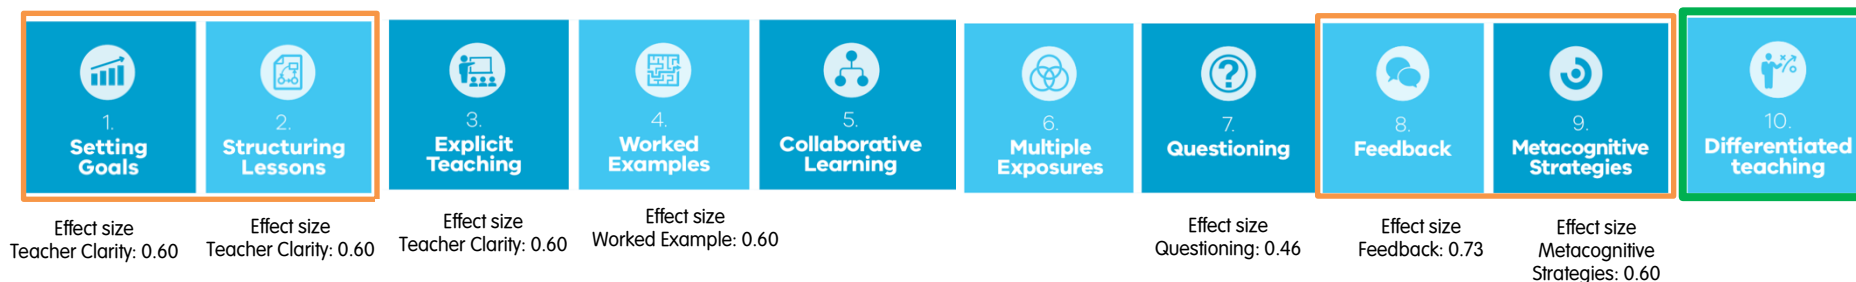 1.
Setting
Goals
2.
Structuring
Lessons
3.
Explicit
Teaching
4.
Worked
Examples
5.
Collaborative
Learning
6.
Multiple
Exposures
7.
Questioning
8.
Feedback
9.
Metacognitive
Strategies
10.
Differentiated
teaching
Effect size
Teacher Clarity: 0.60
Effect size
Teacher Clarity: 0.60
Effect size
Teacher Clarity: 0.60
Effect size
Worked Example: 0.60
Effect size
Questioning: 0.46
Effect size
Feedback: 0.73
Effect size
Metacognitive
Strategies: 0.60